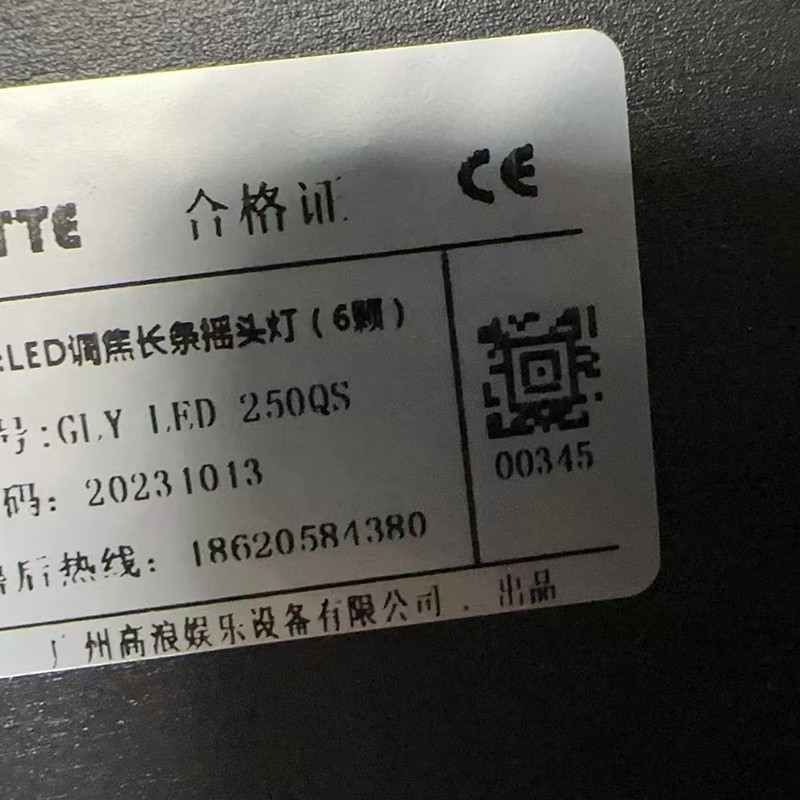 TTE 合格证 CE
:LED调焦长条摇头灯（6颗）
号:GLY LED 250QS
码: 20231013
后热线: 18620584380
00345
广州高浪娱乐设备有限公司 . 出品